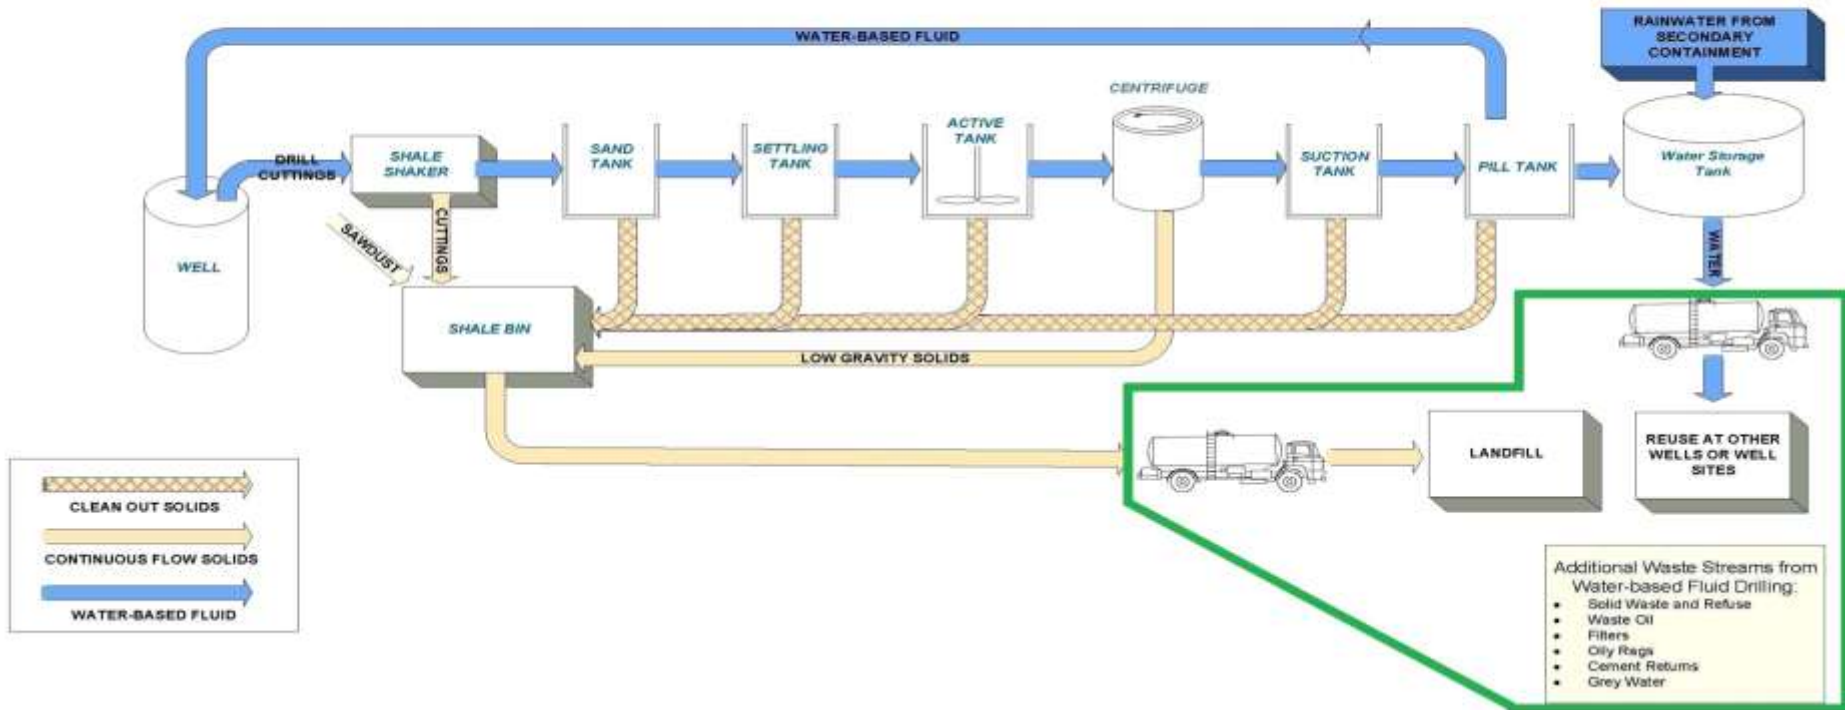 RAINWATER FROM
SECONDARY
CONTAINMENT
WATER-BASED FLUID
CENTRIFUGE
DRILL
CUTTINGS
SHALE
SHAKER
SAND
TANK
SETTLING
TANK
ACTIVE
TANK
SUCTION
TANK
PILL TANK
Water Storage
Tank
WELL
SAWDUST
CUTTINGS
WATER
SHALE BIN
LOW GRAVITY SOLIDS
LANDFILL
REUSE AT OTHER
WELLS OR WELL
SITES
CLEAN OUT SOLIDS
CONTINUOUS FLOW SOLIDS
WATER-BASED FLUID
Additional Waste Streams from
Water-based Fluid Drilling:
• Solid Waste and Refuse
• Waste Oil
• Filters
• Oily Rags
• Cement Returns
• Grey Water